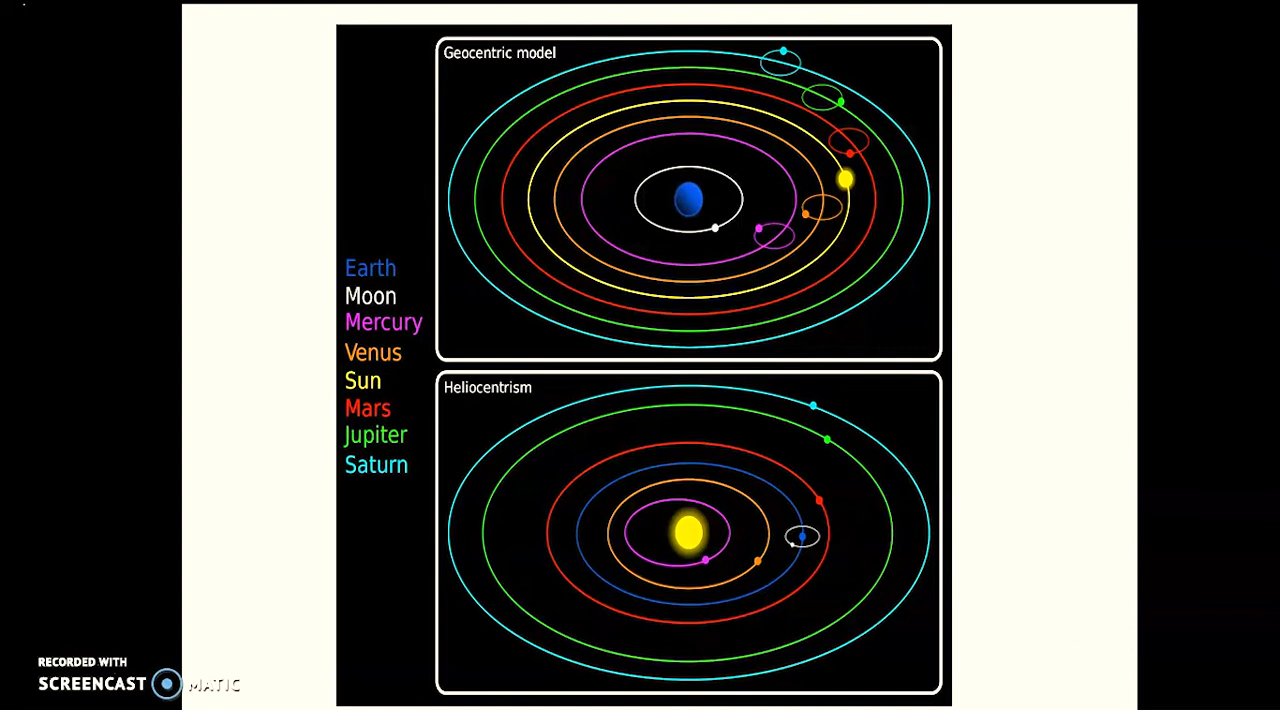 Geocentric model
Earth
Moon
Mercury
Venus
Sun
Mars
Jupiter
Saturn
Heliocentrism
RECORDED WITH
SCREENCAST MATIC